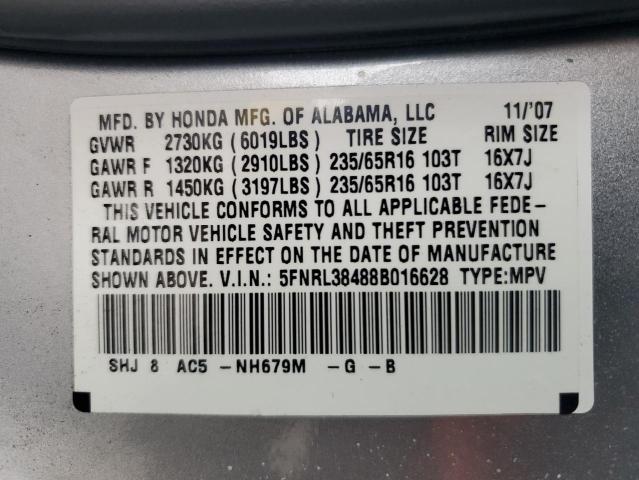 MFD. BY HONDA MFG. OF ALABAMA, LLC 11/'07
GVWR 2730KG (6019LBS) TIRE SIZE RIM SIZE
GAWR F 1320KG (2910LBS) 235/65R16 103T 16X7J
GAWR R 1450KG (3197LBS) 235/65R16 103T 16X7J
THIS VEHICLE CONFORMS TO ALL APPLICABLE FEDE-
RAL MOTOR VEHICLE SAFETY AND THEFT PREVENTION
STANDARDS IN EFFECT ON THE DATE OF MANUFACTURE
SHOWN ABOVE. V.I.N.: 5FNRL38488B016628 TYPE:MPV
SHJ 8 AC5 -NH679M -G -B